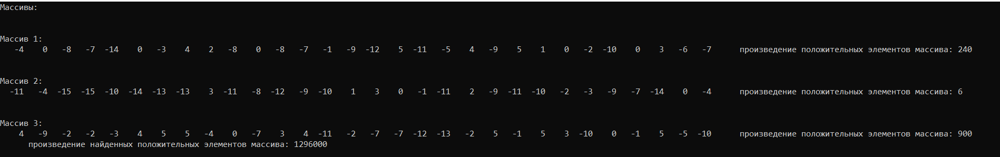 Массивы:
Массив 1:
-4 0 -8 -7 -14 0 -3 4 2 -8 0 -8 -7 -1 -9 -12 5 -11 -5 4 -9 5 1 0 -2 -10 0 3 -6 -7 произведение положительных элементов массива: 240
Массив 2:
-11 -4 -15 -15 -10 -14 -13 -13 3 -11 -8 -12 -9 -10 1 3 0 -1 -11 2 -9 -11 -10 -2 -3 -9 -7 -14 0 -4 произведение положительных элементов массива: 6
Массив 3:
4 -9 -2 -2 -3 4 5 5 -4 0 -7 3 4 -11 -2 -7 -7 -12 -13 -2 5 -1 5 3 -10 0 -1 5 -5 -10 произведение положительных элементов массива: 900
произведение найденных положительных элементов массива: 1296000